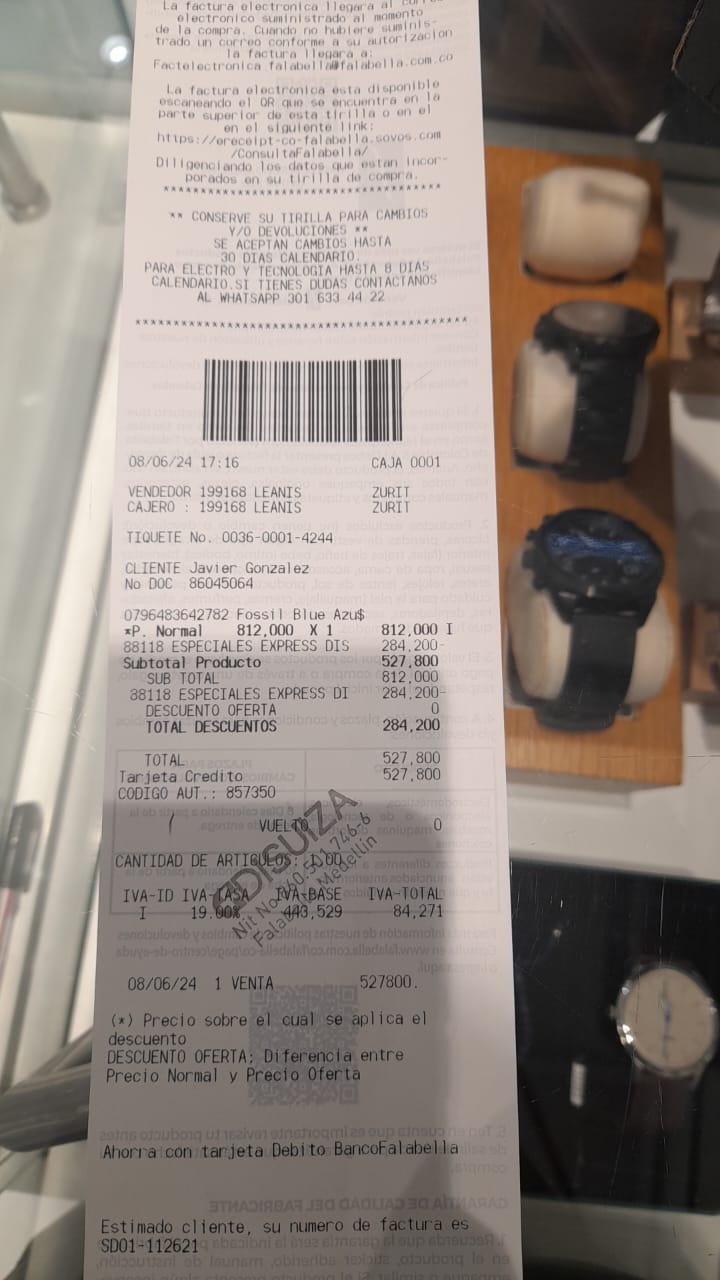 La factura electronica llegara al correo
electronico suministrado al momento
de la compra. Cuando no hubiere suminis-
trado un correo conforme a su autorizacion
la factura llegara a:
Factelectronica falabella@falabella.com.co
La factura electronica esta disponible
escaneando el QR que se encuentra en la
parte superior de esta tirilla o en el
en el siguiente link:
https://ereceipt-co-falabella.sovos.com
/ConsultaFalabella/
Diligenciando los datos que estan incor-
porados en su tirilla de compra.
****************************************
** CONSERVE SU TIRILLA PARA CAMBIOS
Y/O DEVOLUCIONES **
SE ACEPTAN CAMBIOS HASTA
30 DIAS CALENDARIO.
PARA ELECTRO Y TECNOLOGIA HASTA 8 DIAS
CALENDARIO.SI TIENES DUDAS CONTACTANOS
AL WHATSAPP 301 633 44 22
****************************************
08/06/24 17:16 CAJA 0001
VENDEDOR 199168 LEANIS ZURIT
CAJERO : 199168 LEANIS ZURIT
TIQUETE No. 0036-0001-4244
CLIENTE Javier Gonzalez
No DOC 86045064
0796483642782 Fossil Blue Azu$
*P. Normal 812,000 X 1 812,000 I
88118 ESPECIALES EXPRESS DIS 284,200-
Subtotal Producto 527,800
SUB TOTAL 812,000
88118 ESPECIALES EXPRESS DI 284,200-
DESCUENTO OFERTA 0
TOTAL DESCUENTOS 284,200
TOTAL 527,800
Tarjeta Credito 527,800
CODIGO AUT.: 857350
VUELTO 0
CANTIDAD DE ARTICULOS: 1.00
IVA-ID IVA-TASA IVA-BASE IVA-TOTAL
I 19.00% 443,529 84,271
DISUIZA
Nit No. 746-6
Medellin
08/06/24 1 VENTA 527800.
(*) Precio sobre el cual se aplica el
descuento
DESCUENTO OFERTA: Diferencia entre
Precio Normal y Precio Oferta
Ahorra con tarjeta Debito BancoFalabella
Estimado cliente, su numero de factura es
SD01-112621